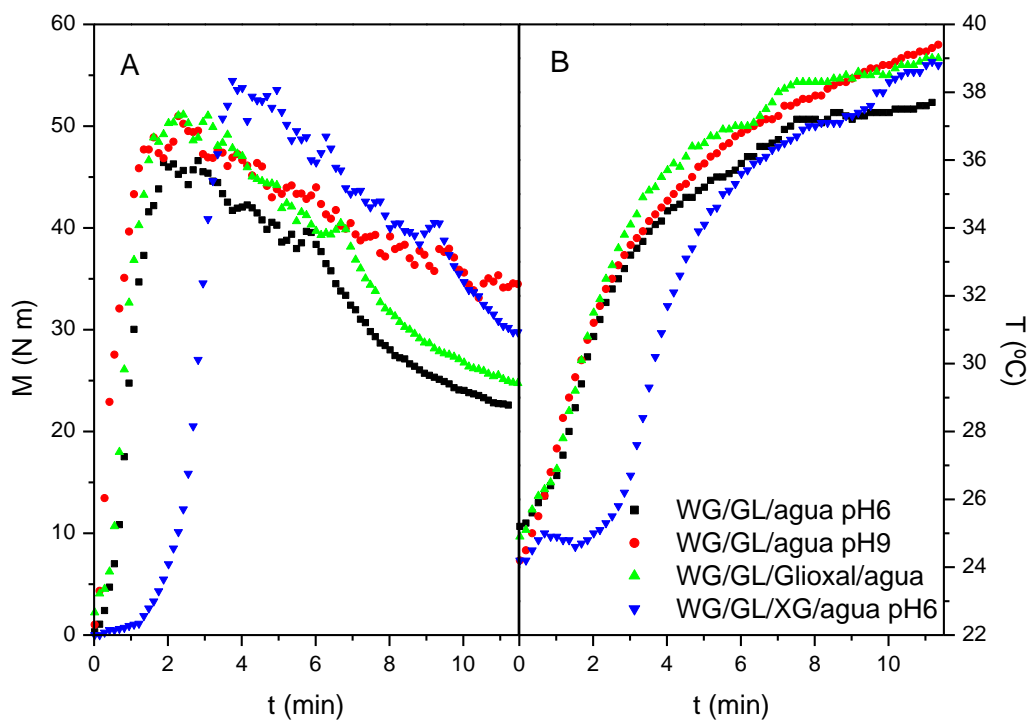 A
B
M (N m)
60
50
40
30
20
10
0
0
2
4
6
8
10
t (min)
0
2
4
6
8
10
t (min)
40
38
36
34
32
30
28
26
24
22
T (ºC)
WG/GL/agua pH6
WG/GL/agua pH9
WG/GL/Glioxal/agua
WG/GL/XG/agua pH6